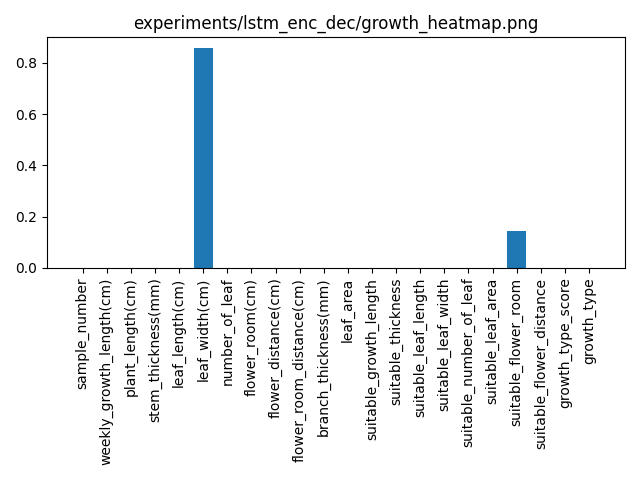 experiments/lstm_enc_dec/growth_heatmap.png
0.8
0.6
0.4
0.2
0.0
sample_number
weekly_growth_length(cm)
plant_length(cm)
stem_thickness(mm)
leaf_length(cm)
leaf_width(cm)
number_of_leaf
flower_room(cm)
flower_distance(cm)
flower_room_distance(cm)
branch_thickness(mm)
leaf_area
suitable_growth_length
suitable_thickness
suitable_leaf_length
suitable_leaf_width
suitable_number_of_leaf
suitable_leaf_area
suitable_flower_room
suitable_flower_distance
growth_type_score
growth_type